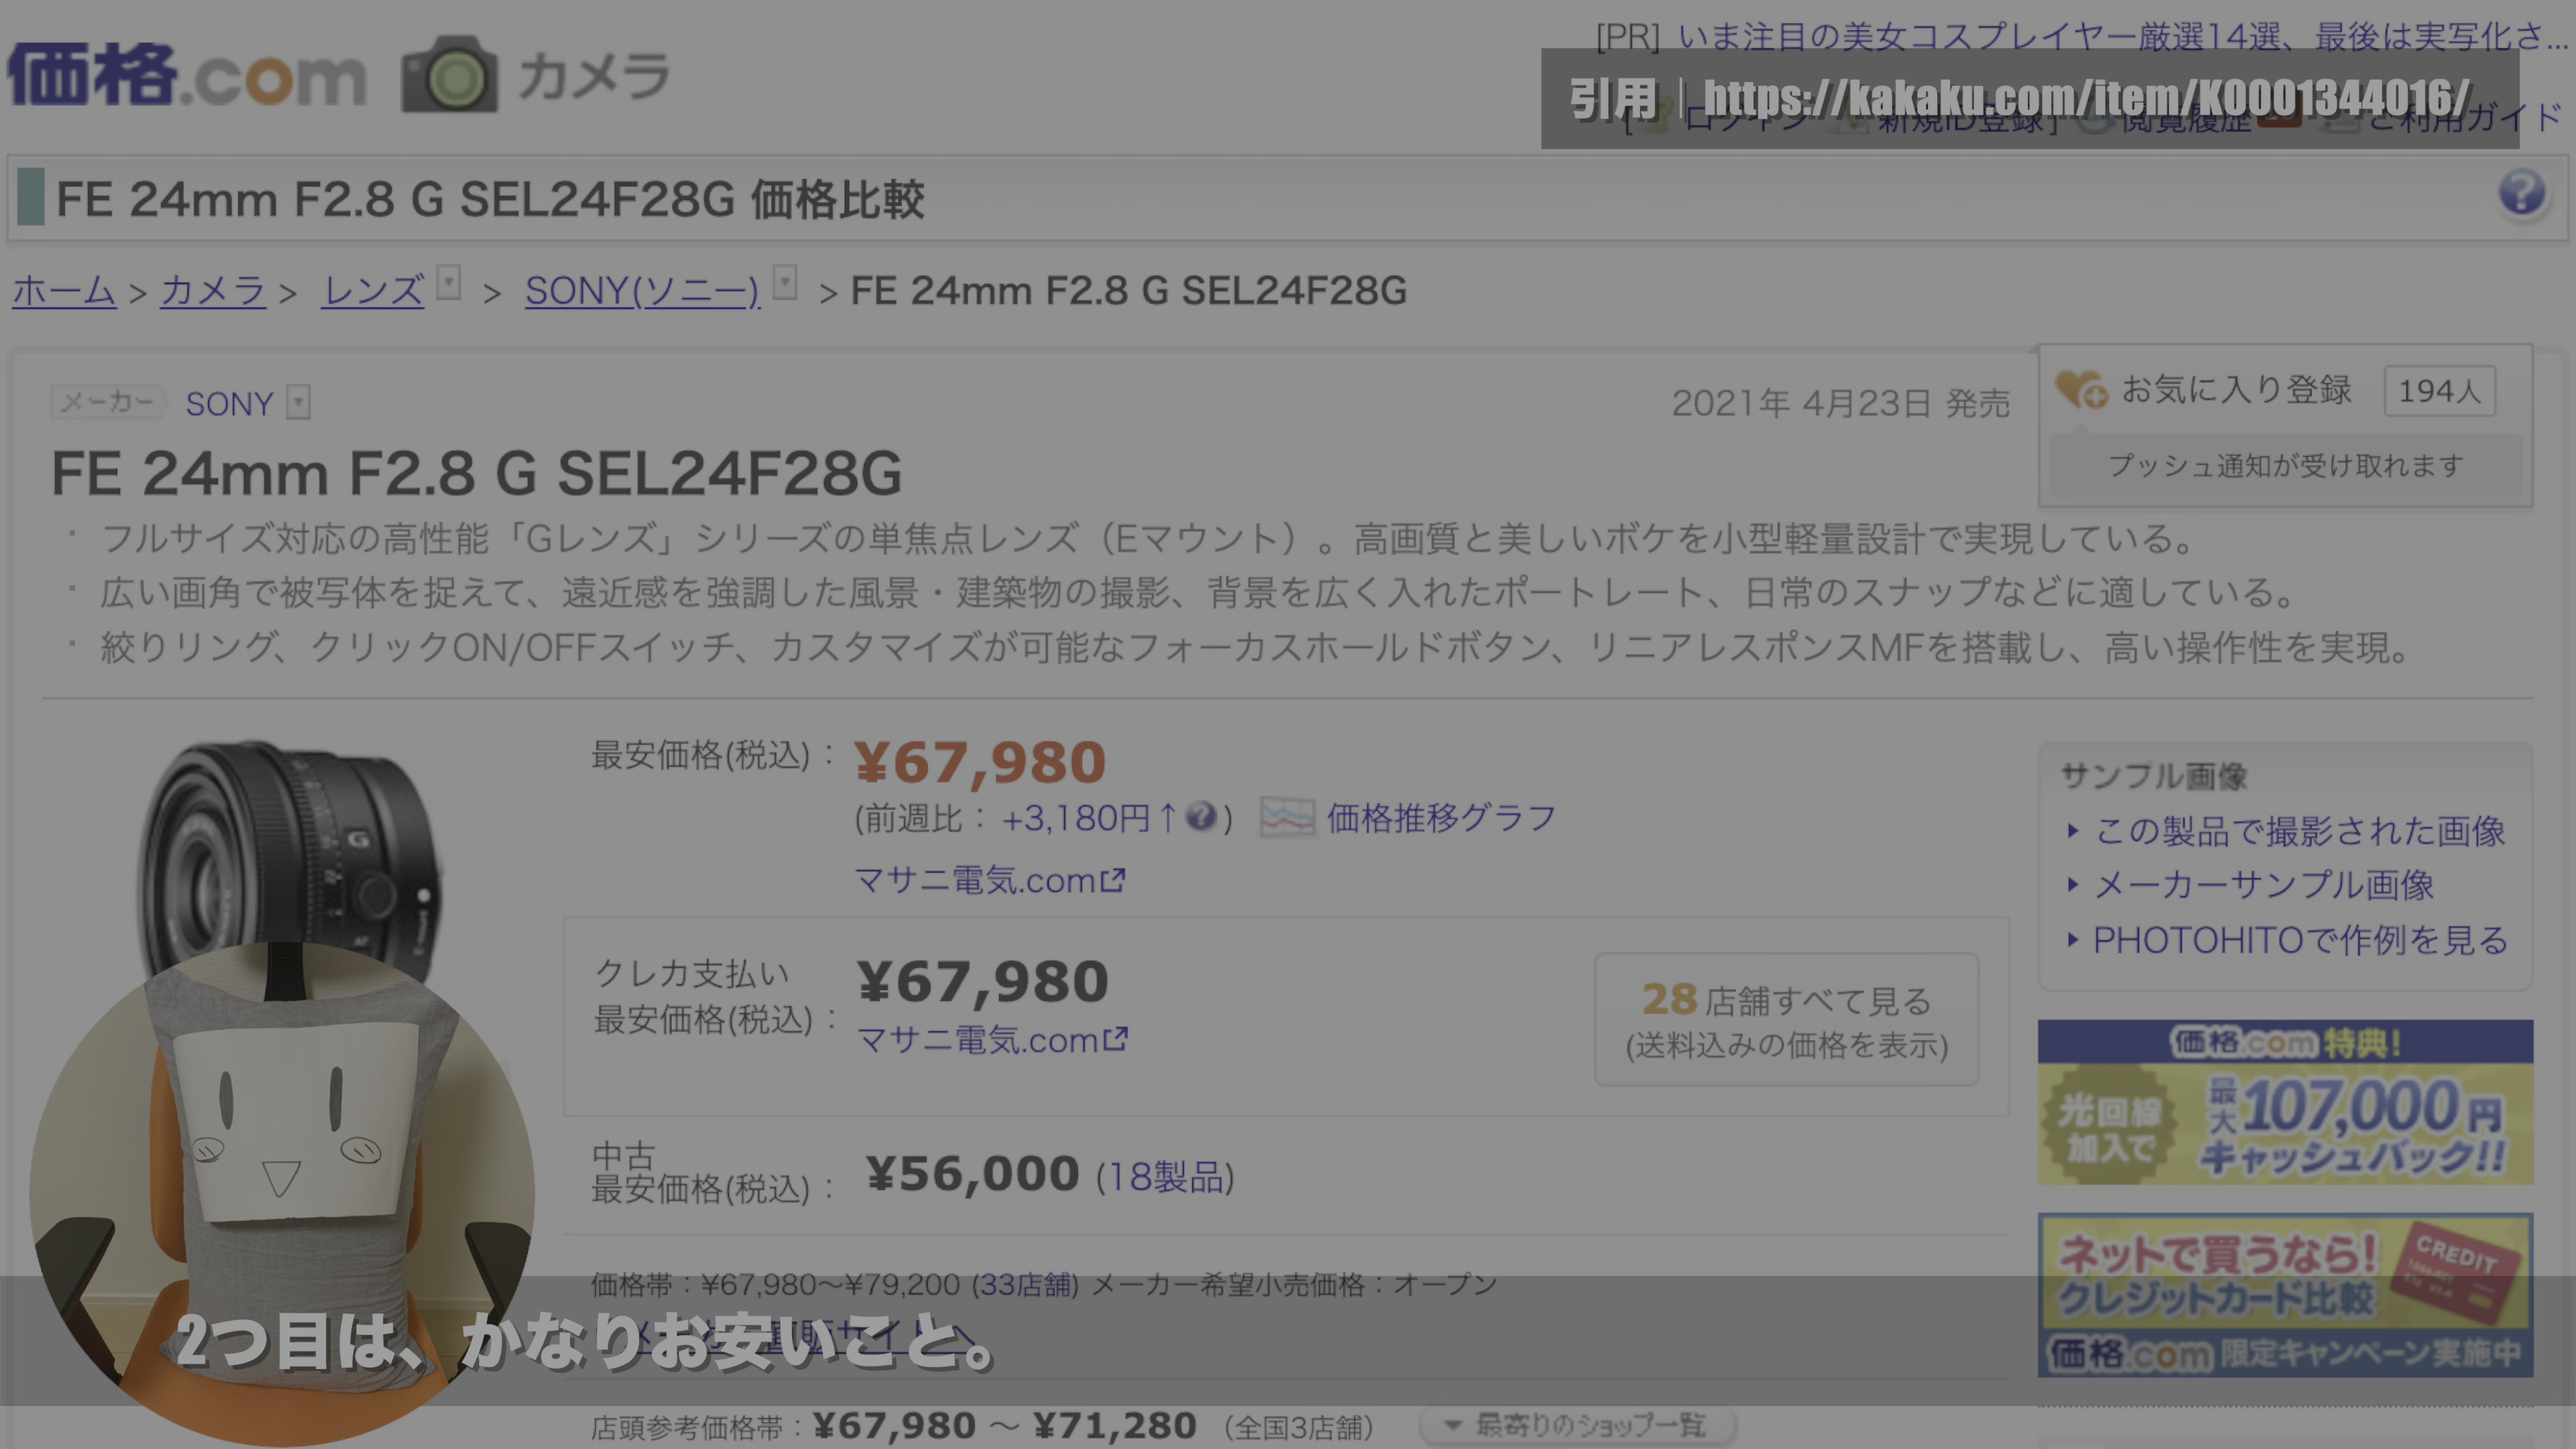 価格.com カメラ
[PR] いま注目の美女コスプレイヤー厳選14選、最後は実写化さ...
引用｜https://kakaku.com/item/K0001344016/
ログイン 新規ID登録] 閲覧履歴 ご利用ガイド
FE 24mm F2.8 G SEL24F28G 価格比較
ホーム > カメラ > レンズ > SONY(ソニー) > FE 24mm F2.8 G SEL24F28G
メーカー SONY
2021年 4月23日 発売
お気に入り登録 194人
プッシュ通知が受け取れます
FE 24mm F2.8 G SEL24F28G
・ フルサイズ対応の高性能「Gレンズ」シリーズの単焦点レンズ（Eマウント）。高画質と美しいボケを小型軽量設計で実現している。
・ 広い画角で被写体を捉えて、遠近感を強調した風景・建築物の撮影、背景を広く入れたポートレート、日常のスナップなどに適している。
・ 絞りリング、クリックON/OFFスイッチ、カスタマイズが可能なフォーカスホールドボタン、リニアレスポンスMFを搭載し、高い操作性を実現。
G
最安価格(税込)： ¥67,980
(前週比：+3,180円↑) 価格推移グラフ
マサニ電気.com
クレカ支払い
最安価格(税込)： ¥67,980
マサニ電気.com
28店舗すべて見る
(送料込みの価格を表示)
中古
最安価格(税込)： ¥56,000 (18製品)
価格帯：¥67,980～¥79,200 (33店舗) メーカー希望小売価格：オープン
2つ目は、かなりお安いこと。
店頭参考価格帯：¥67,980 ～ ¥71,280 （全国3店舗） 最寄りのショップ一覧
サンプル画像
この製品で撮影された画像
メーカーサンプル画像
PHOTOHITOで作例を見る
価格.com 特典!
光回線加入で 最大107,000円キャッシュバック!!
ネットで買うなら!
クレジットカード比較
CREDIT
価格.com 限定キャンペーン実施中